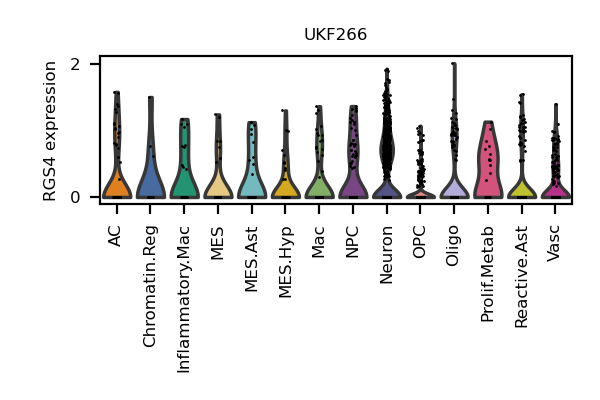 UKF266
RGS4 expression
2
0
AC
Chromatin.Reg
Inflammatory.Mac
MES
MES.Ast
MES.Hyp
Mac
NPC
Neuron
OPC
Oligo
Prolif.Metab
Reactive.Ast
Vasc